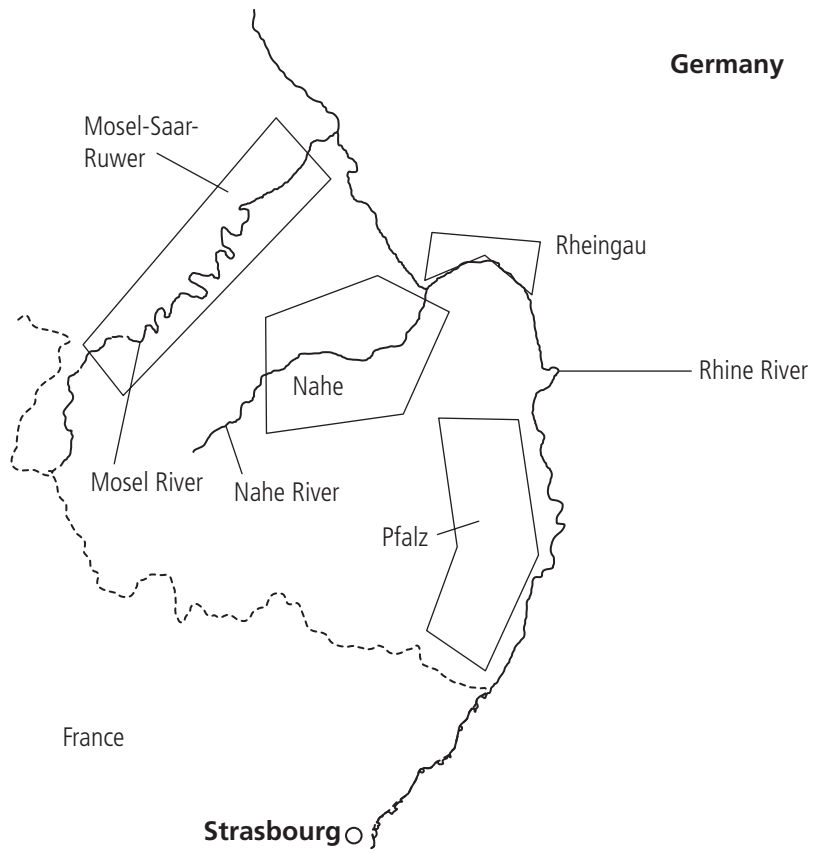 Germany
Mosel-Saar-
Ruwer
Rheingau
Rhine River
Nahe
Mosel River
Nahe River
Pfalz
France
Strasbourg